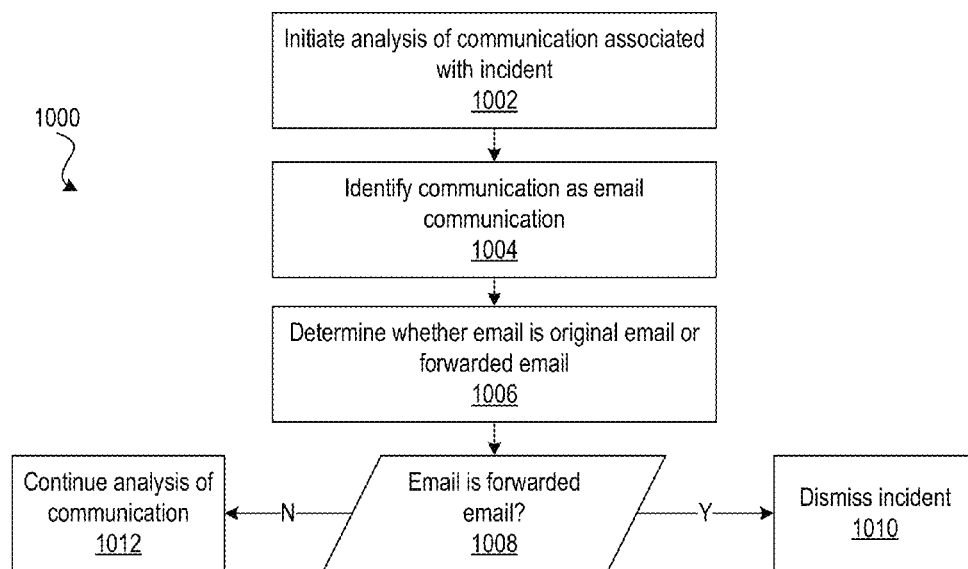 Initiate analysis of communication associated
with incident
1002
1000
Identify communication as email
communication
1004
Determine whether email is original email or
forwarded email
1006
Continue analysis of
communication
1012
N
Email is forwarded
email?
1008
Y
Dismiss incident
1010